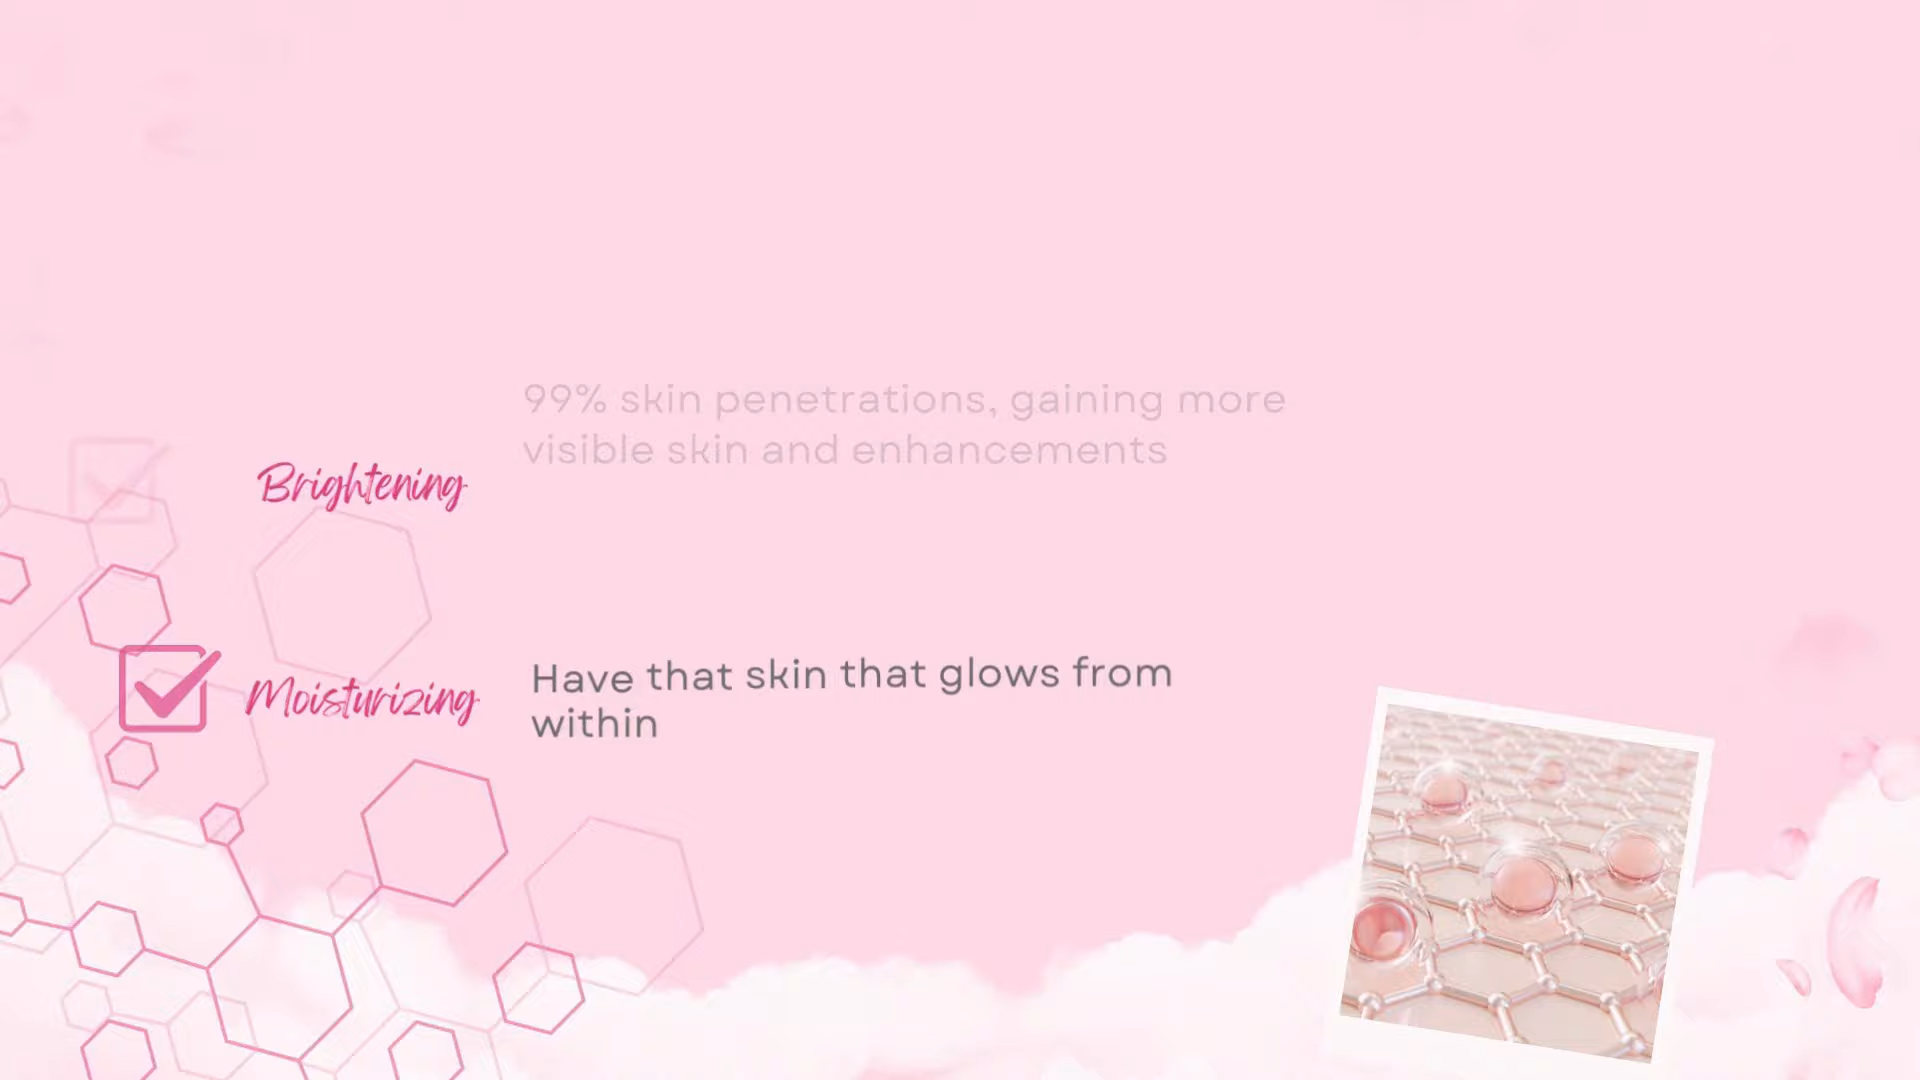 99% skin penetrations, gaining more
visible skin and enhancements
Brightening
Have that skin that glows from
within
Moisturizing